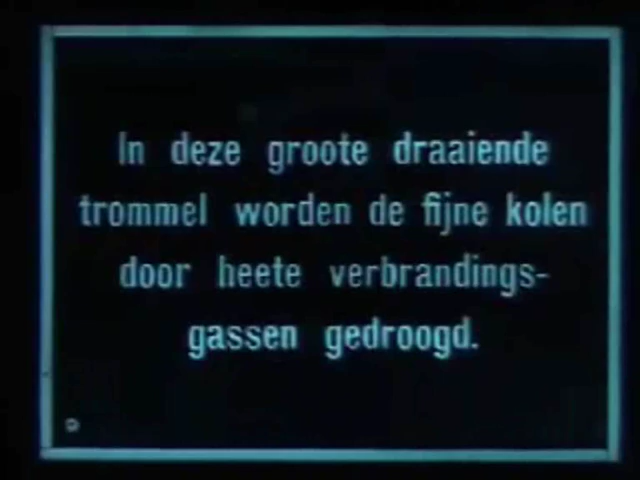 In deze groote draaiende
trommel worden de fijne kolen
door heete verbrandings-
gassen gedroogd.